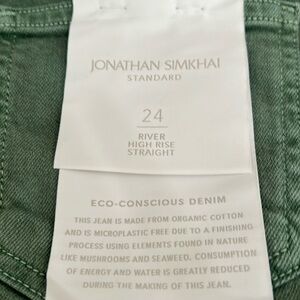 JONATHAN SIMKHAI
STANDARD
24
RIVER
HIGH RISE
STRAIGHT
ECO-CONSCIOUS DENIM
THIS JEAN IS MADE FROM ORGANIC COTTON
AND IS MICROPLASTIC FREE DUE TO A FINISHING
PROCESS USING ELEMENTS FOUND IN NATURE
LIKE MUSHROOMS AND SEAWEED. CONSUMPTION
OF ENERGY AND WATER IS GREATLY REDUCED
DURING THE MAKING OF THIS JEAN.